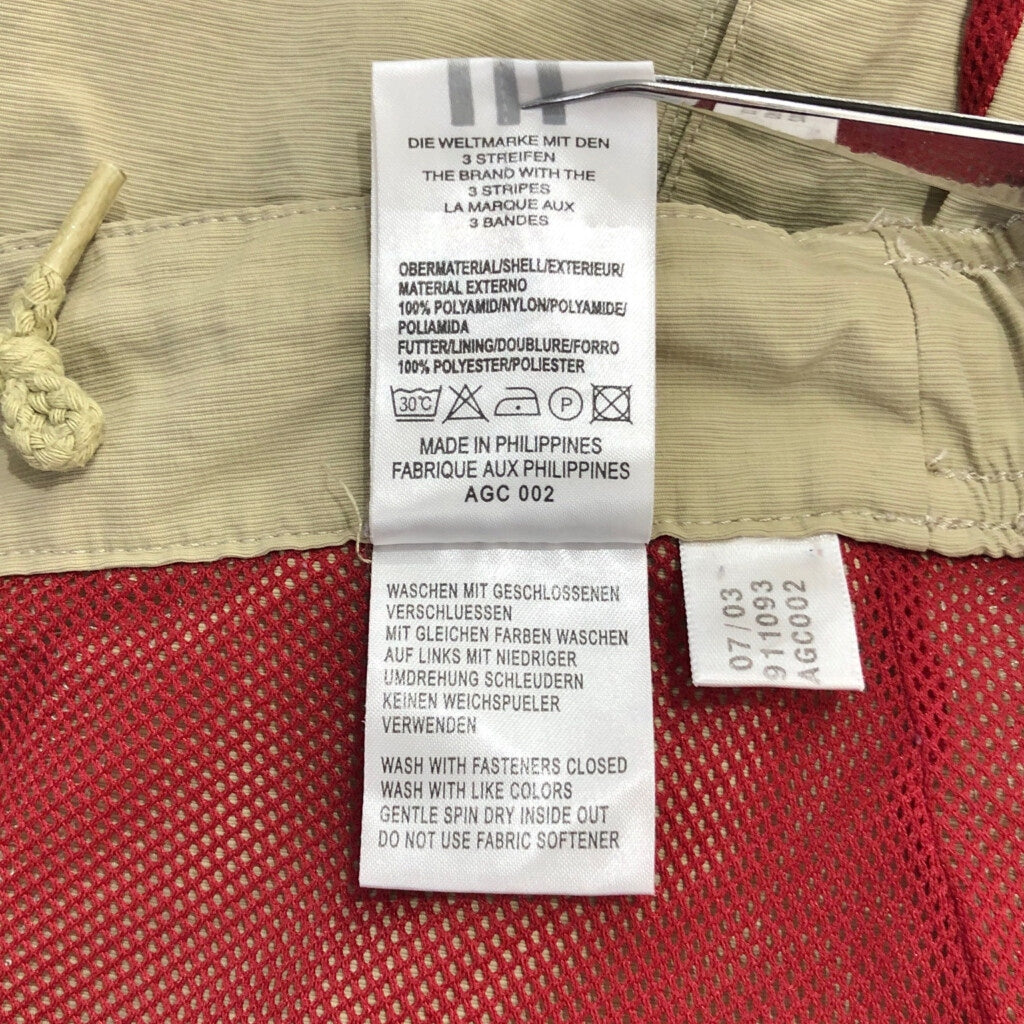 DIE WELTMARKE MIT DEN
3 STREIFEN
THE BRAND WITH THE
3 STRIPES
LA MARQUE AUX
3 BANDES
OBERMATERIAL/SHELL/EXTERIEUR/
MATERIAL EXTERNO
100% POLYAMID/NYLON/POLYAMIDE/
POLIAMIDA
FUTTER/LINING/DOUBLURE/FORRO
100% POLYESTER/POLIESTER
30°C P
MADE IN PHILIPPINES
FABRIQUE AUX PHILIPPINES
AGC 002
WASCHEN MIT GESCHLOSSENEN
VERSCHLUESSEN
MIT GLEICHEN FARBEN WASCHEN
AUF LINKS MIT NIEDRIGER
UMDREHUNG SCHLEUDERN
KEINEN WEICHSPUELER
VERWENDEN
WASH WITH FASTENERS CLOSED
WASH WITH LIKE COLORS
GENTLE SPIN DRY INSIDE OUT
DO NOT USE FABRIC SOFTENER
07/03
911093
AGC002